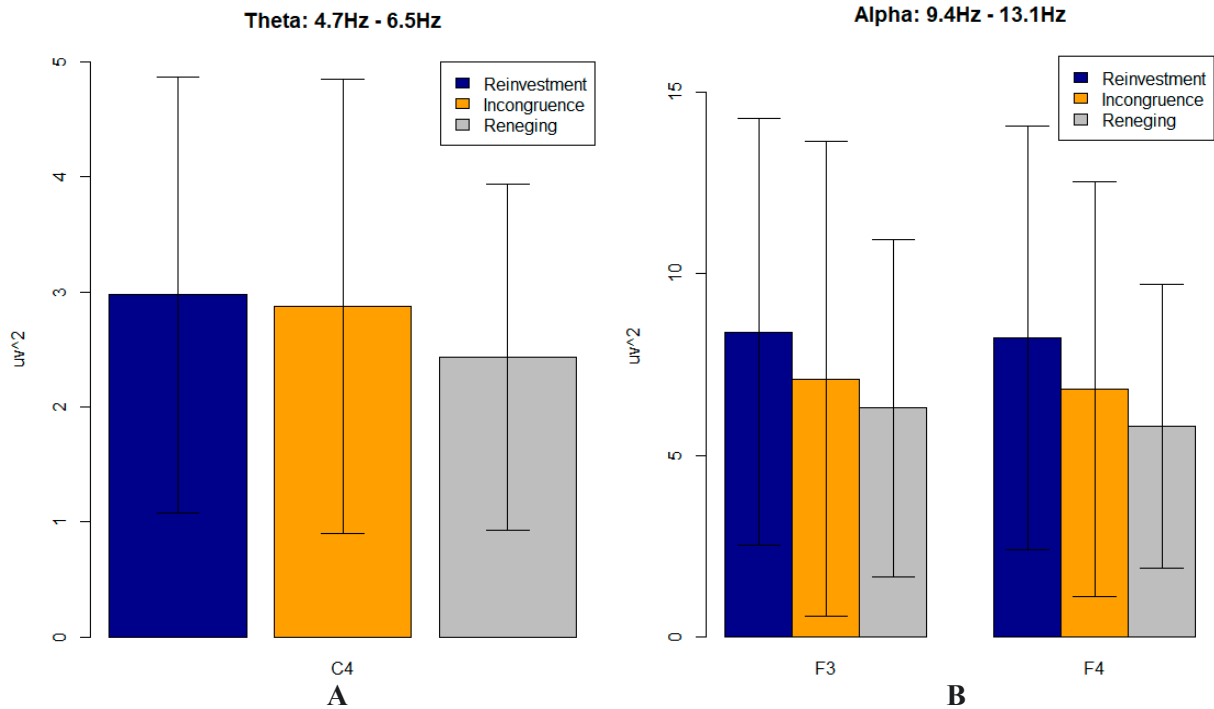 Theta: 4.7Hz - 6.5Hz
5
4
3
2
1
0
uv^2
Reinvestment
Incongruence
Reneging
C4
A
Alpha: 9.4Hz - 13.1Hz
15
10
5
0
uv^2
Reinvestment
Incongruence
Reneging
F3
F4
B